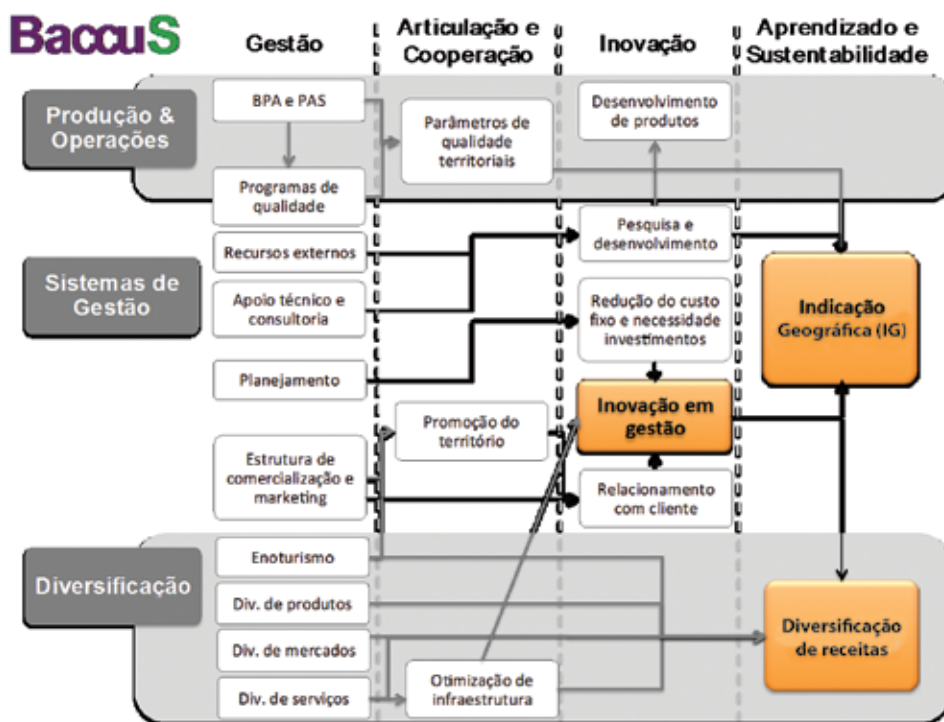 BaccuS
Gestão
Articulação e
Cooperação
Inovação
Aprendizado e
Sustentabilidade
Produção &
Operações
BPA e PAS
Programas de
qualidade
Parâmetros de
qualidade
territoriais
Desenvolvimento
de produtos
Sistemas de
Gestão
Recursos externos
Apoio técnico e
consultoria
Planejamento
Estrutura de
comercialização e
marketing
Promoção do
território
Pesquisa e
desenvolvimento
Redução do custo
fixo e necessidade
investimentos
Inovação em
gestão
Relacionamento
com cliente
Indicação
Geográfica (IG)
Diversificação
Enoturismo
Div. de produtos
Div. de mercados
Div. de serviços
Otimização de
infraestrutura
Diversificação
de receitas